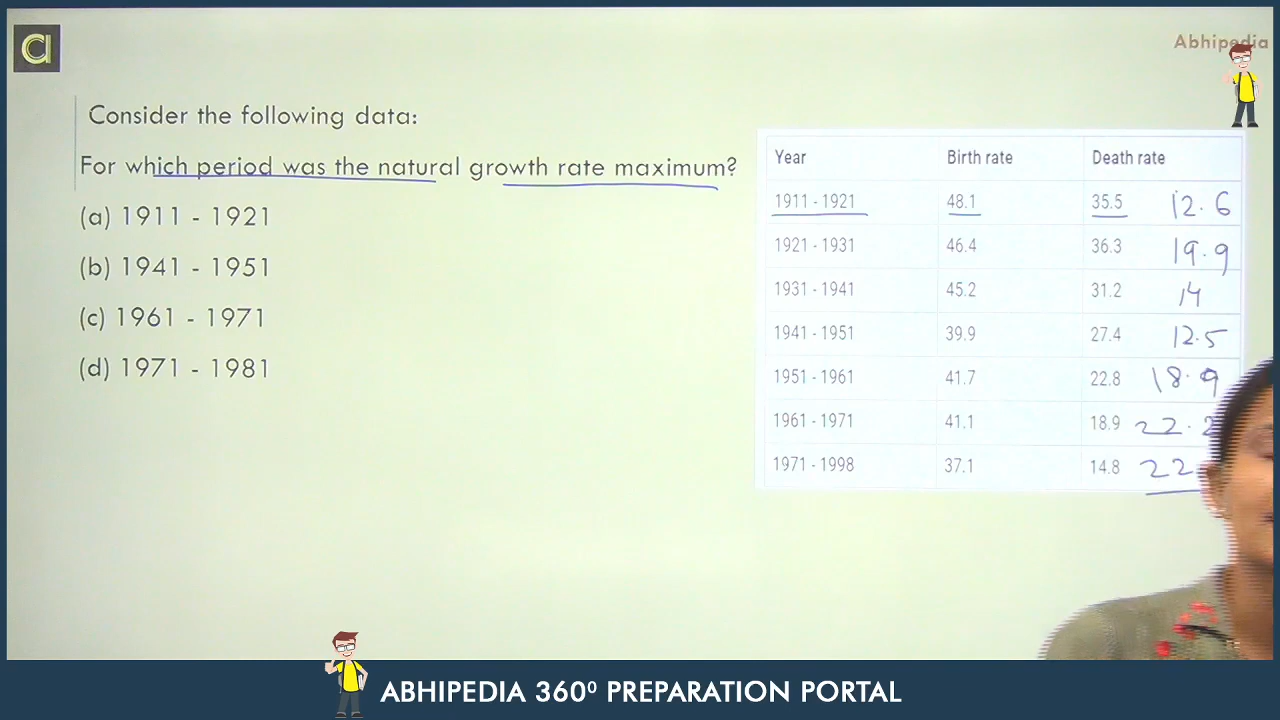 Abhipedia
Consider the following data:
For which period was the natural growth rate maximum?
(a) 1911 - 1921
(b) 1941 - 1951
(c) 1961 - 1971
(d) 1971 - 1981
Year Birth rate Death rate
1911 - 1921 48.1 35.5 12.6
1921 - 1931 46.4 36.3 19.9
1931 - 1941 45.2 31.2 14
1941 - 1951 39.9 27.4 12.5
1951 - 1961 41.7 22.8 18.9
1961 - 1971 41.1 18.9 22.2
1971 - 1998 37.1 14.8 22
ABHIPEDIA 360⁰ PREPARATION PORTAL